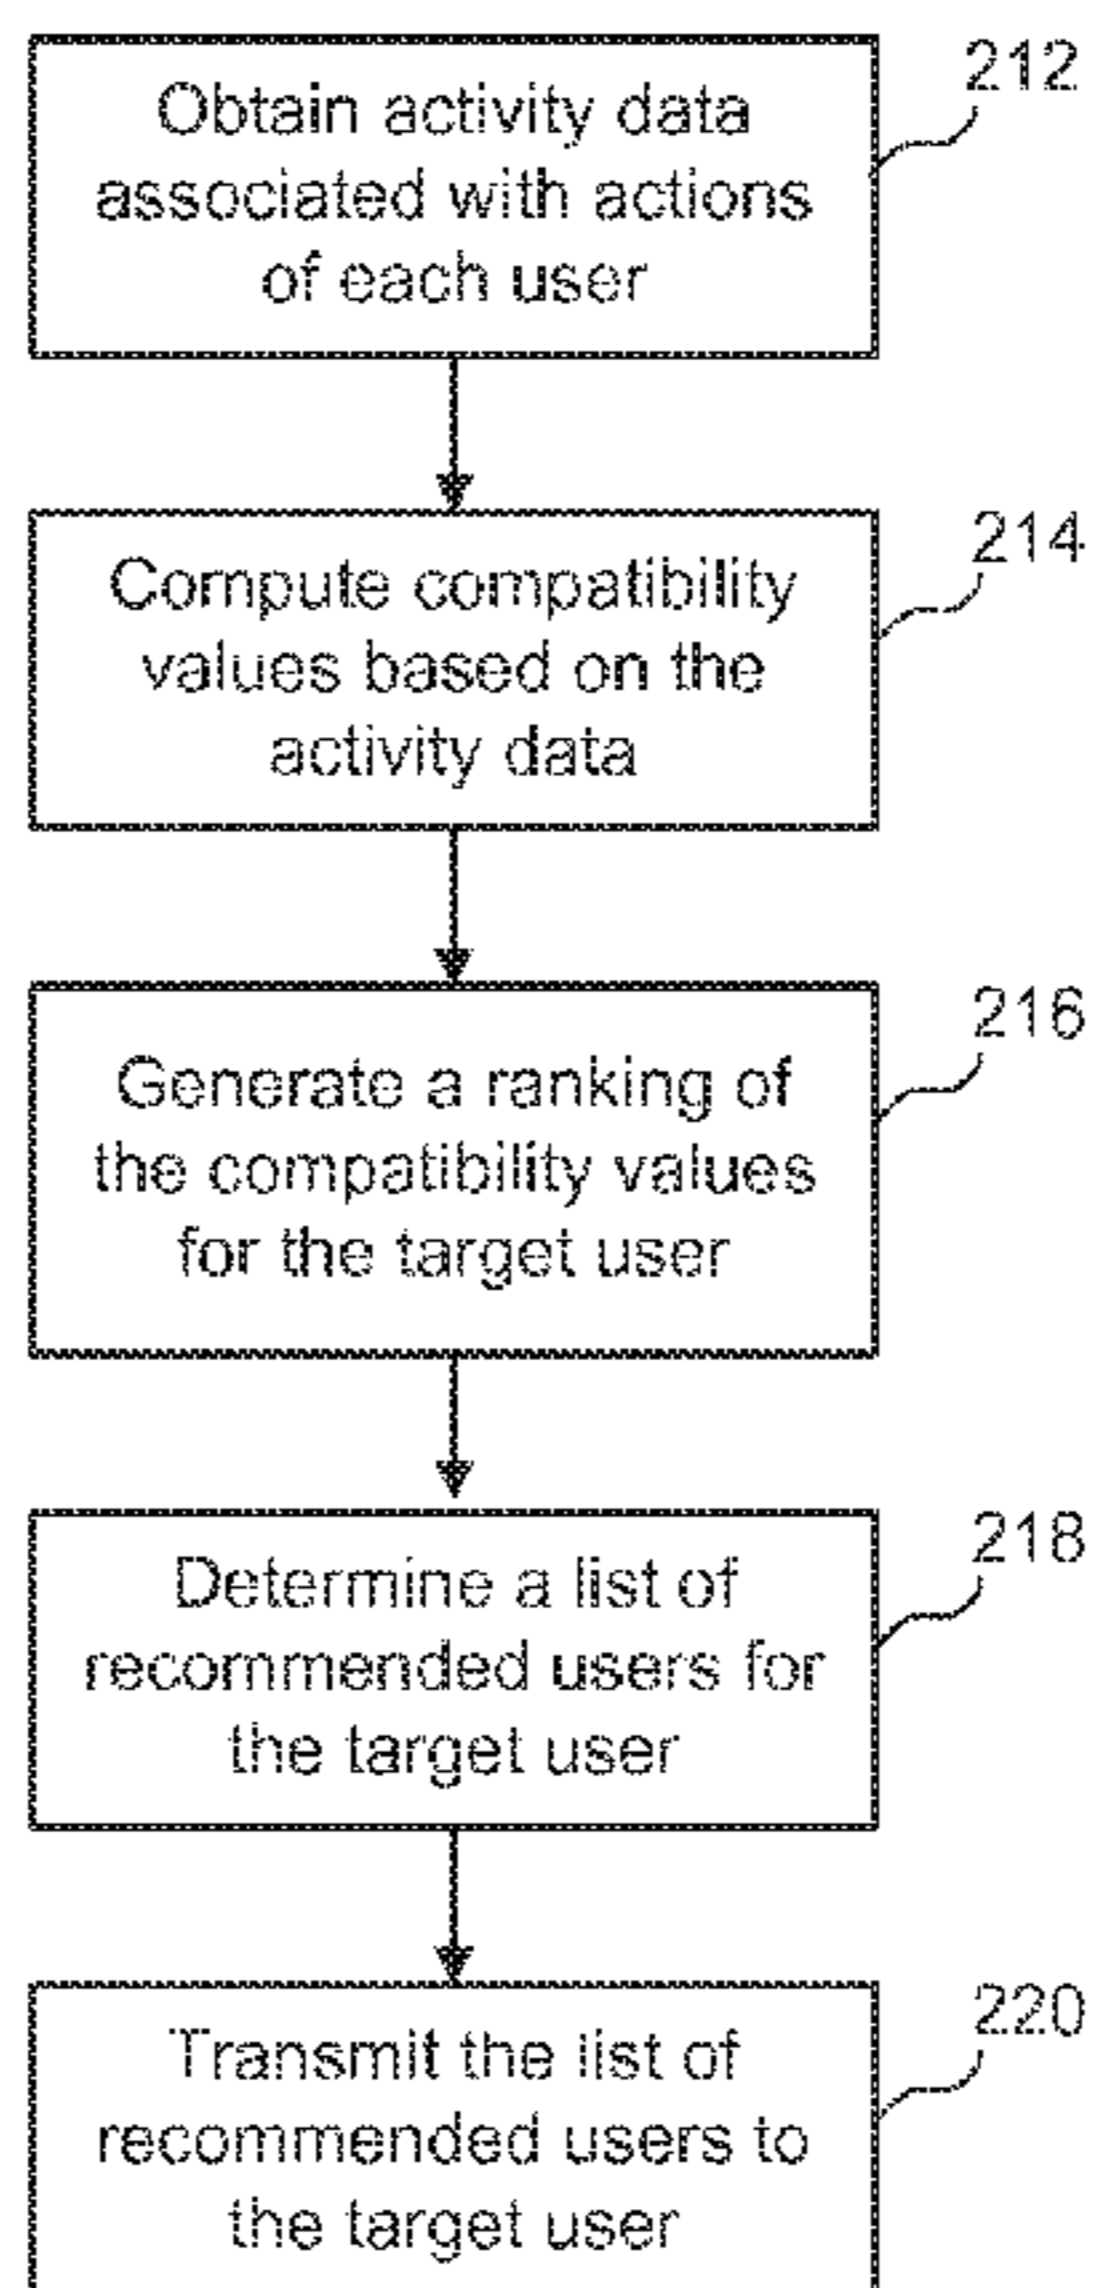 212
Obtain activity data
associated with actions
of each user
214
Compute compatibility
values based on the
activity data
216
Generate a ranking of
the compatibility values
for the target user
218
Determine a list of
recommended users for
the target user
220
Transmit the list of
recommended users to
the target user